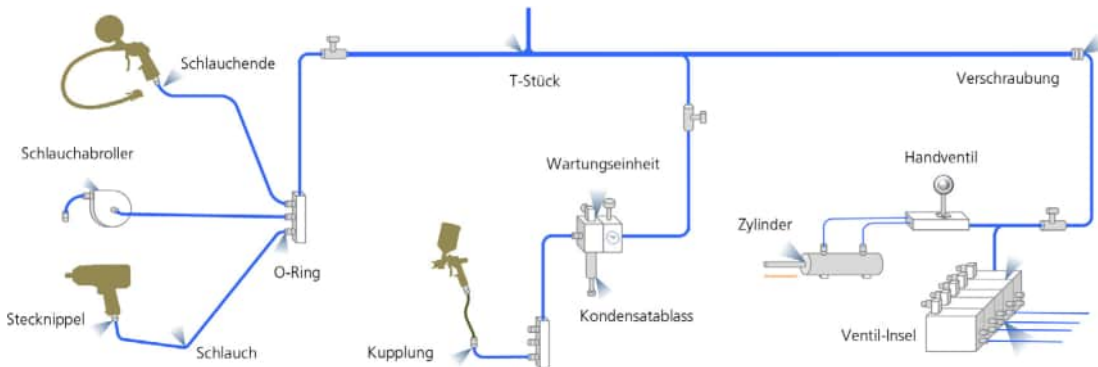 Schlauchende
T-Stück
Verschraubung
Schlauchabroller
Wartungseinheit
Handventil
Zylinder
O-Ring
Stecknippel
Kondensatablass
Schlauch
Kupplung
Ventil-Insel